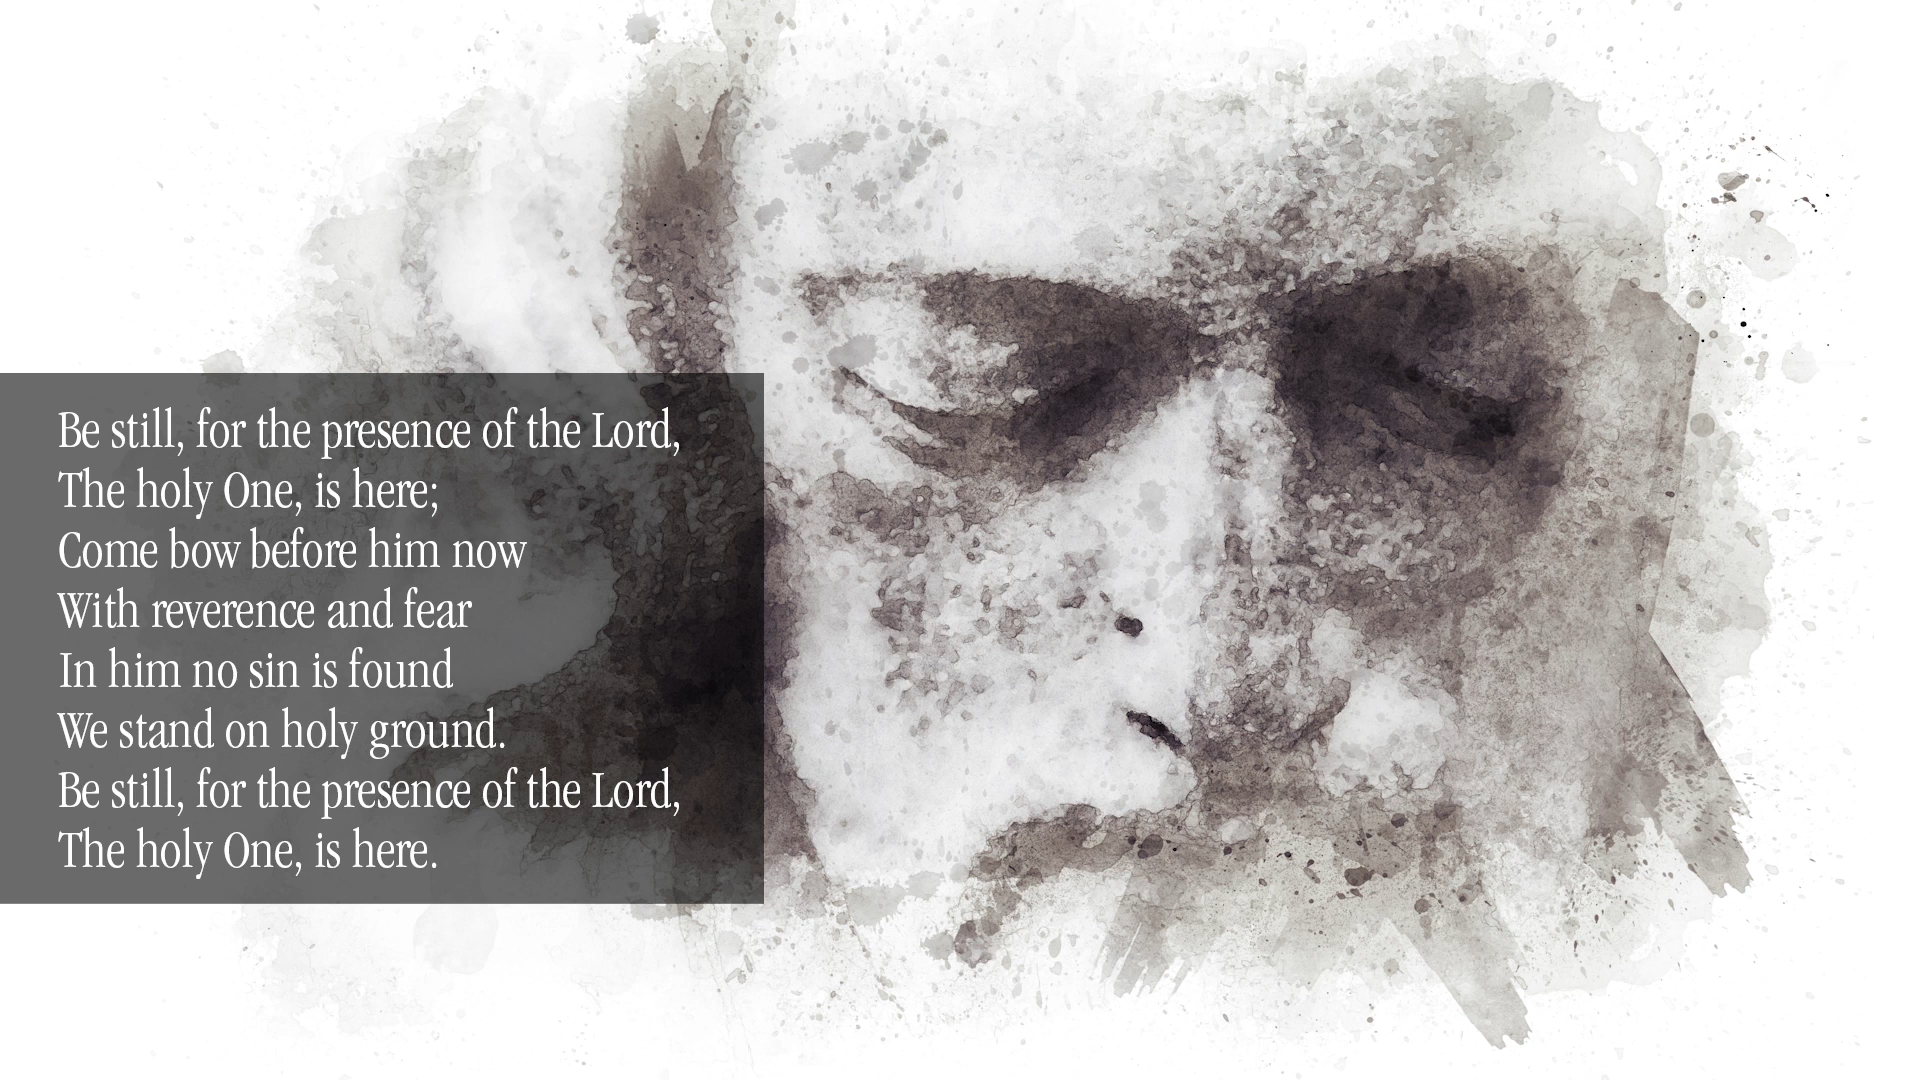 Be still, for the presence of the Lord,
The holy One, is here;
Come bow before him now
With reverence and fear
In him no sin is found
We stand on holy ground.
Be still, for the presence of the Lord,
The holy One, is here.